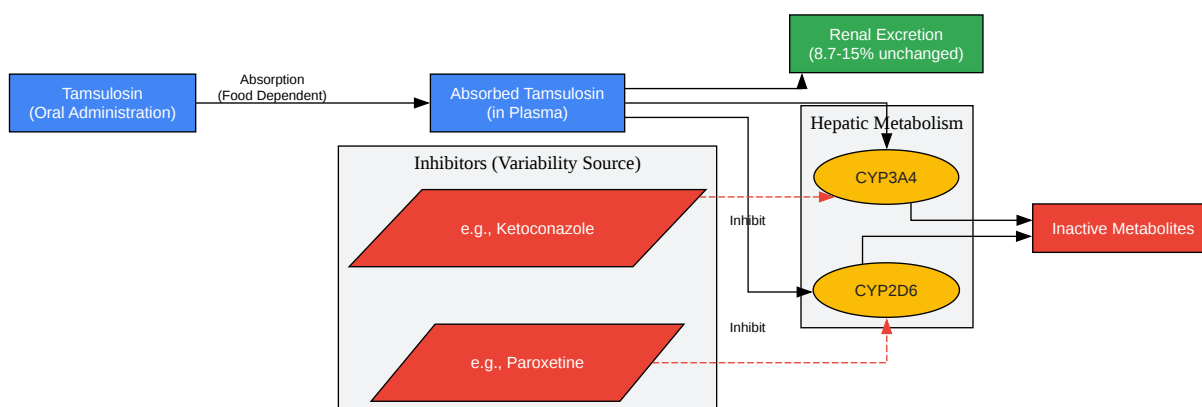 Renal Excretion
(8.7-15% unchanged)
Tamsulosin
(Oral Administration)
Absorption
(Food Dependent)
Absorbed Tamsulosin
(in Plasma)
Hepatic Metabolism
Inhibitors (Variability Source)
CYP3A4
e.g., Ketoconazole
Inhibit
Inactive Metabolites
CYP2D6
Inhibit
e.g., Paroxetine